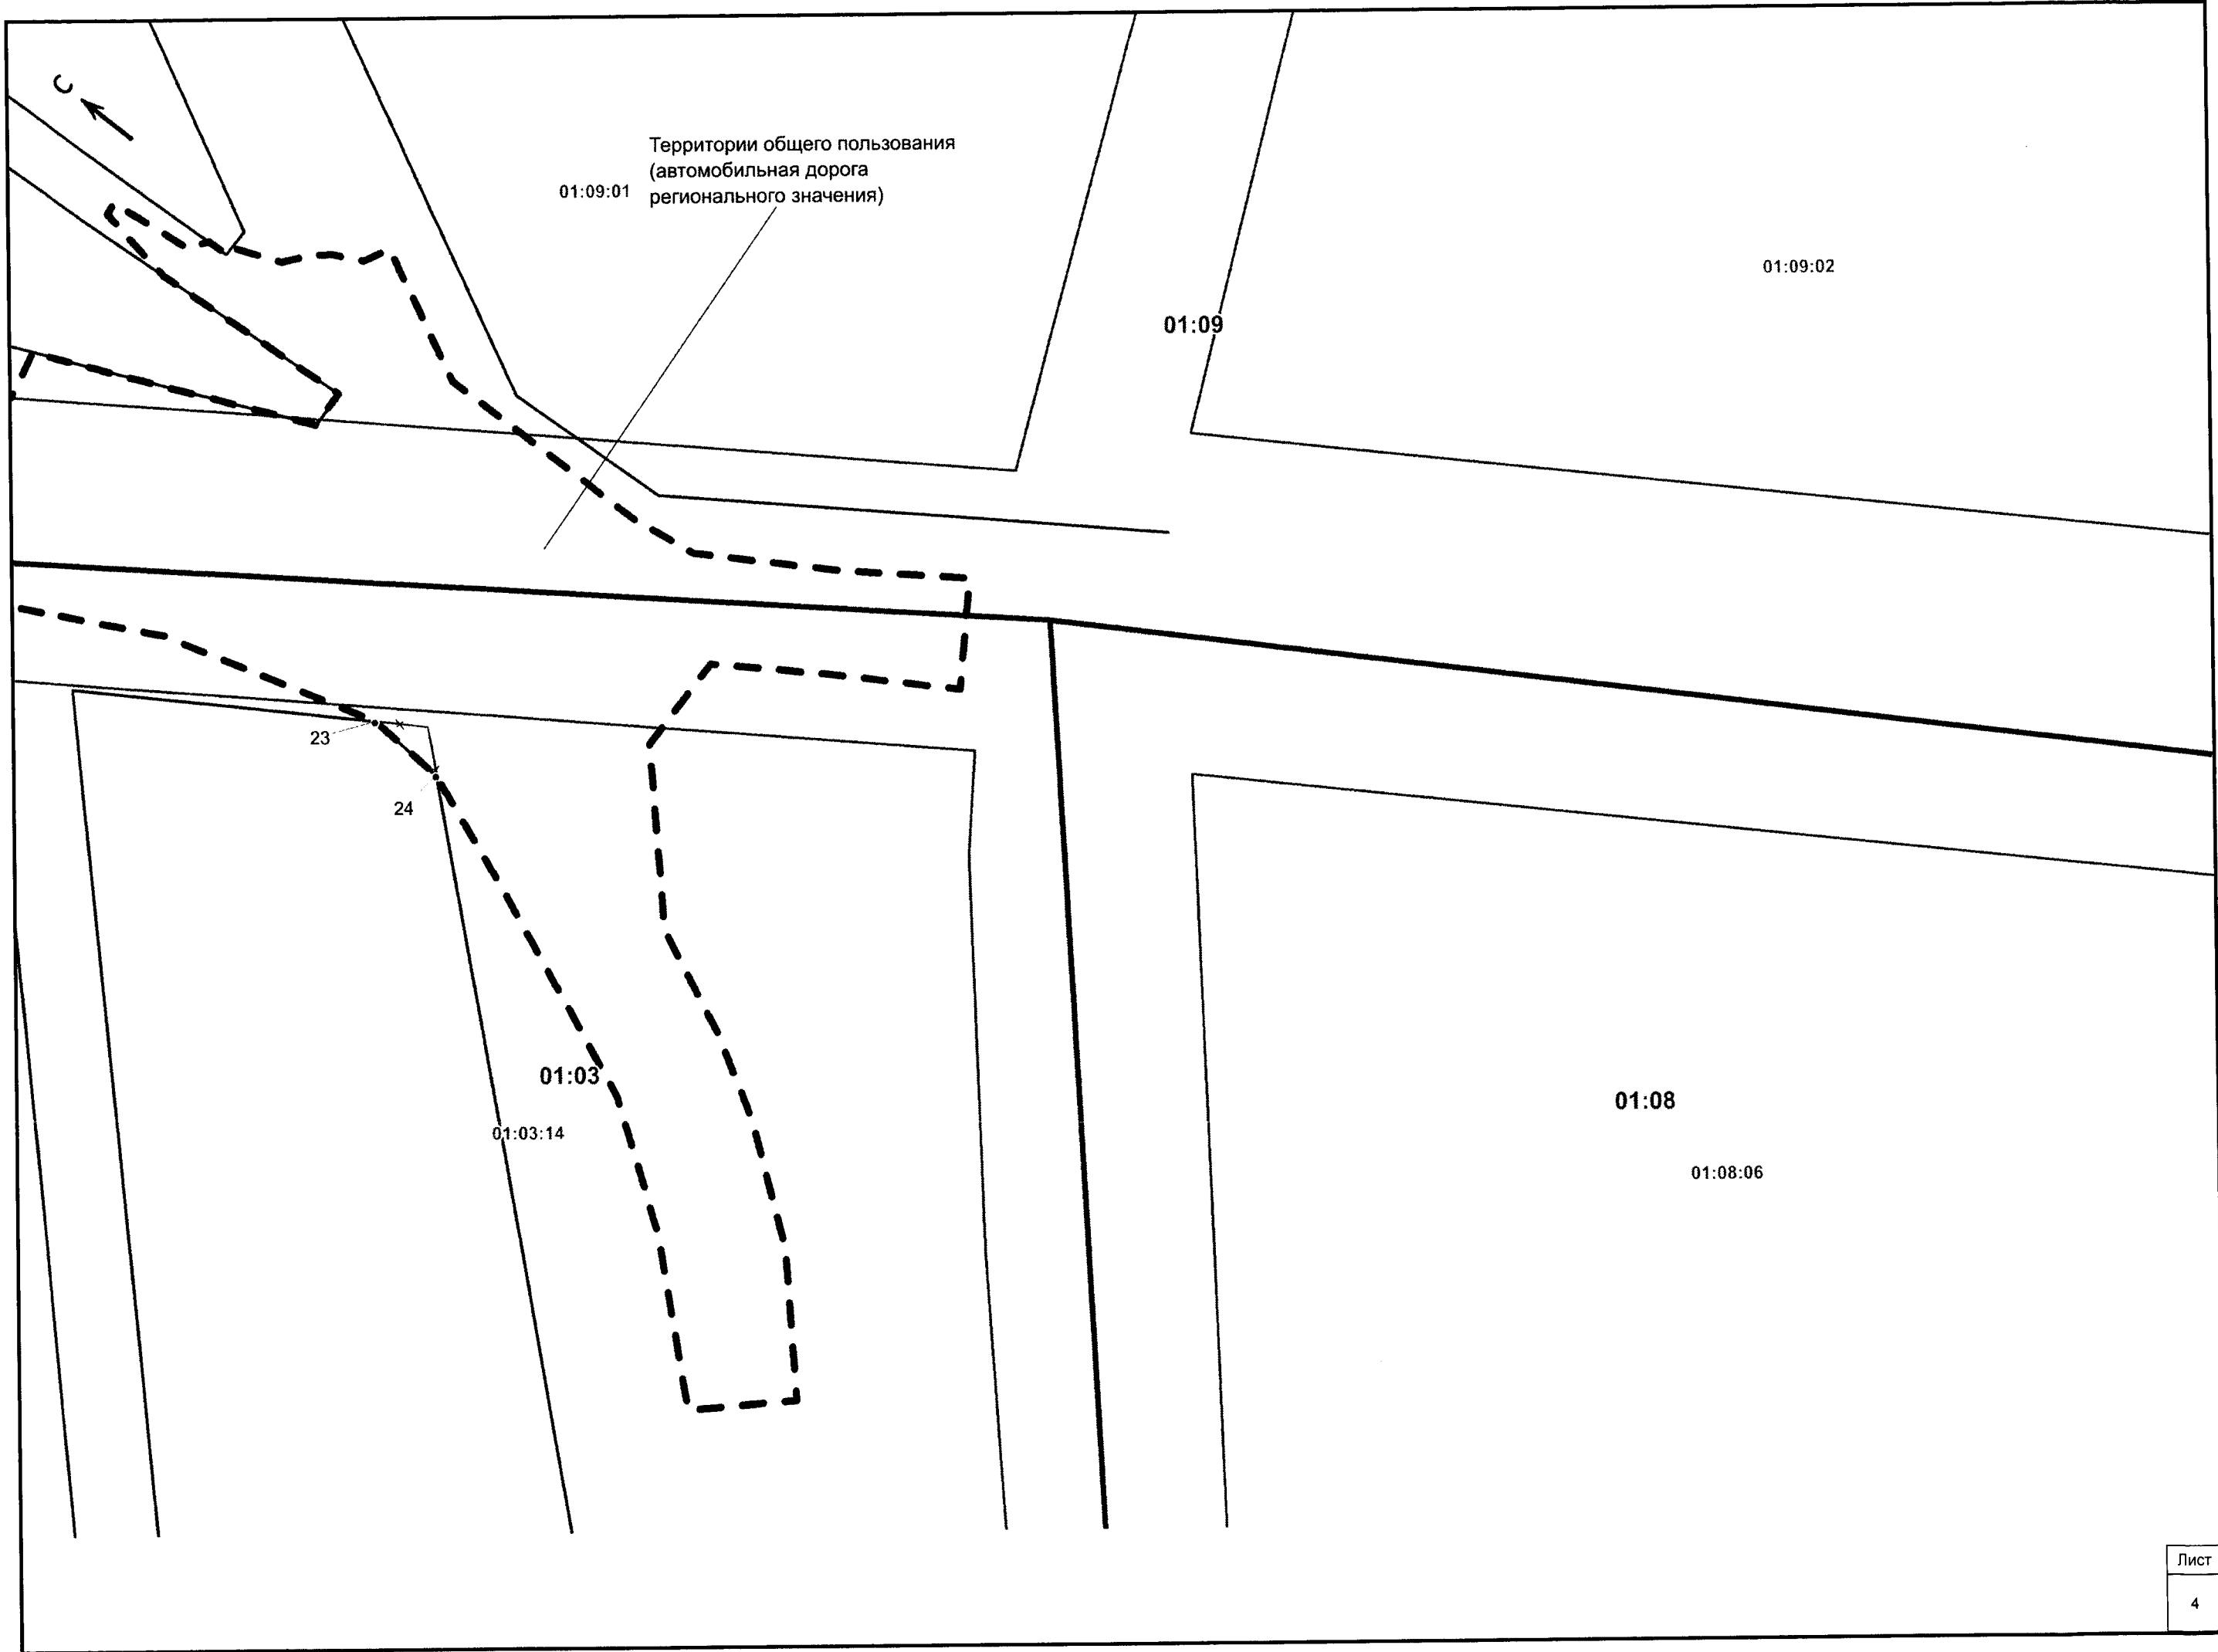 С
Территории общего пользования
(автомобильная дорога
регионального значения)
01:09:01
01:09:02
01:09
23
24
01:03
01:03:14
01:08
01:08:06
Лист
4